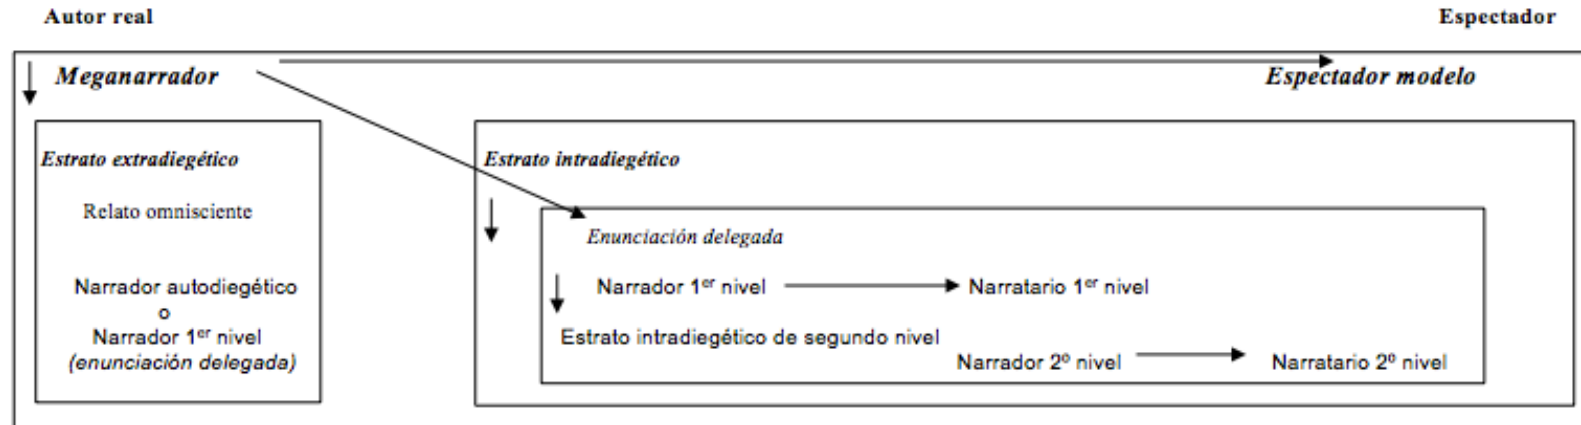 Autor real
Espectador
Meganarrador
Espectador modelo
Estrato extradiegético
Relato omnisciente
Narrador autodiegético
o
Narrador 1er nivel
(enunciación delegada)
Estrato intradiegético
Enunciación delegada
Narrador 1er nivel
Narratario 1er nivel
Estrato intradiegético de segundo nivel
Narrador 2º nivel
Narratario 2º nivel